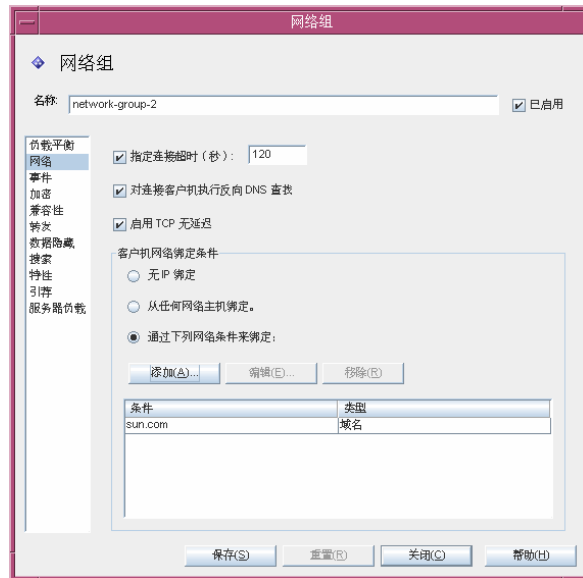 网络组
网络组
名称: network-group-2 已启用
负载平衡
网络
事件
加密
兼容性
转发
数据隐藏
搜索
特性
引荐
服务器负载
指定连接超时（秒）: 120
对连接客户机执行反向 DNS 查找
启用 TCP 无延迟
客户机网络绑定条件
无 IP 绑定
从任何网络主机绑定。
通过下列网络条件来绑定:
添加(A)... 编辑(E)... 移除(R)
条件 类型
sun.com 域名
保存(S) 重置(R) 关闭(C) 帮助(H)